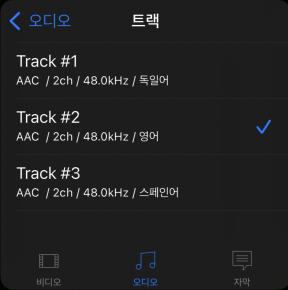 오디오 트랙
Track #1
AAC / 2ch / 48.0kHz / 독일어
Track #2
AAC / 2ch / 48.0kHz / 영어
Track #3
AAC / 2ch / 48.0kHz / 스페인어
비디오 오디오 자막